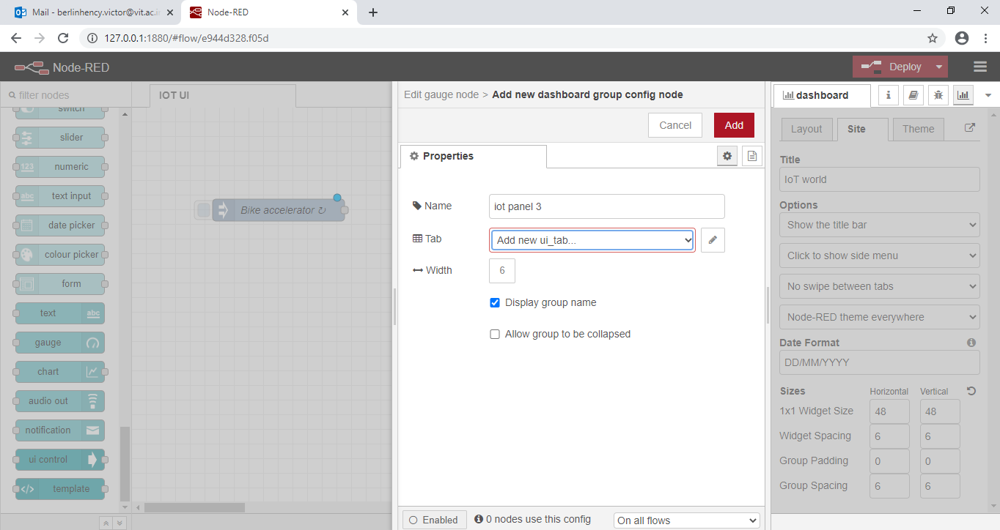 Mail - berlinhency.victor@vit.ac.i
Node-RED
127.0.0.1:1880/#flow/e944d328.f05d
Node-RED
Deploy
filter nodes
switch
slider
123 numeric
abc text input
date picker
colour picker
form
text abc
gauge
chart
audio out
notification
ui control
</> template
IOT UI
Bike accelerator ↻
Edit gauge node > Add new dashboard group config node
Cancel
Add
Properties
Name
iot panel 3
Tab
Add new ui_tab...
Width
6
Display group name
Allow group to be collapsed
Enabled
0 nodes use this config
On all flows
dashboard
i
Layout
Site
Theme
Title
IoT world
Options
Show the title bar
Click to show side menu
No swipe between tabs
Node-RED theme everywhere
Date Format
DD/MM/YYYY
Sizes Horizontal Vertical
1x1 Widget Size 48 48
Widget Spacing 6 6
Group Padding 0 0
Group Spacing 6 6